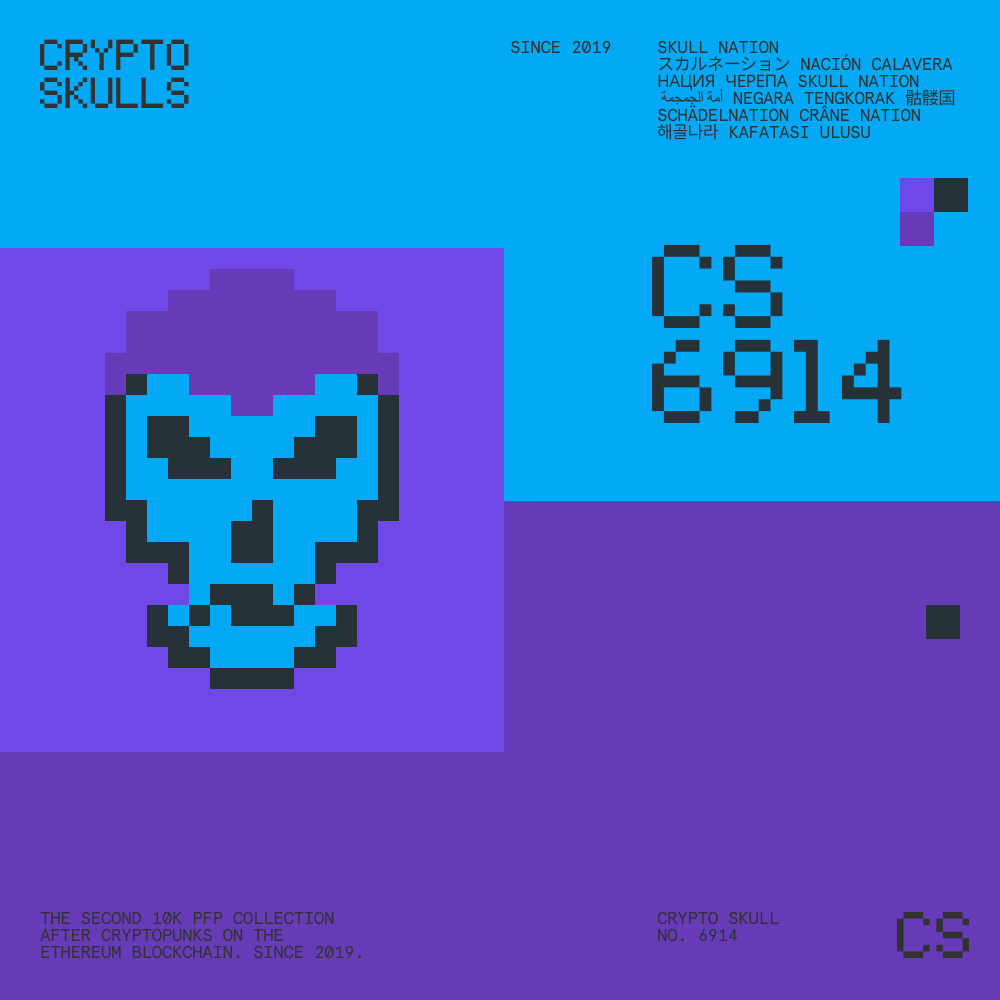 CRYPTO
SKULLS
SINCE 2019
SKULL NATION
スカルネーション NACIÓN CALAVERA
НАЦИЯ ЧЕРЕПА SKULL NATION
أمة الجمجمة NEGARA TENGKORAK 骷髅国
SCHÄDELNATION CRÂNE NATION
해골나라 KAFATASI ULUSU
CS
6914
THE SECOND 10K PFP COLLECTION
AFTER CRYPTOPUNKS ON THE
ETHEREUM BLOCKCHAIN. SINCE 2019.
CRYPTO SKULL
NO. 6914
CS